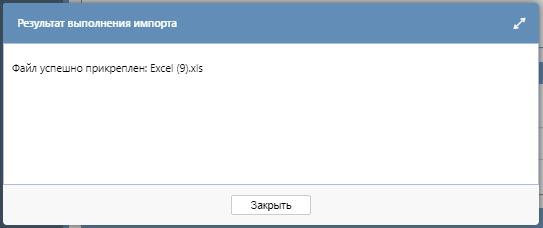 Результат выполнения импорта
Файл успешно прикреплен: Excel (9).xls
Закрыть